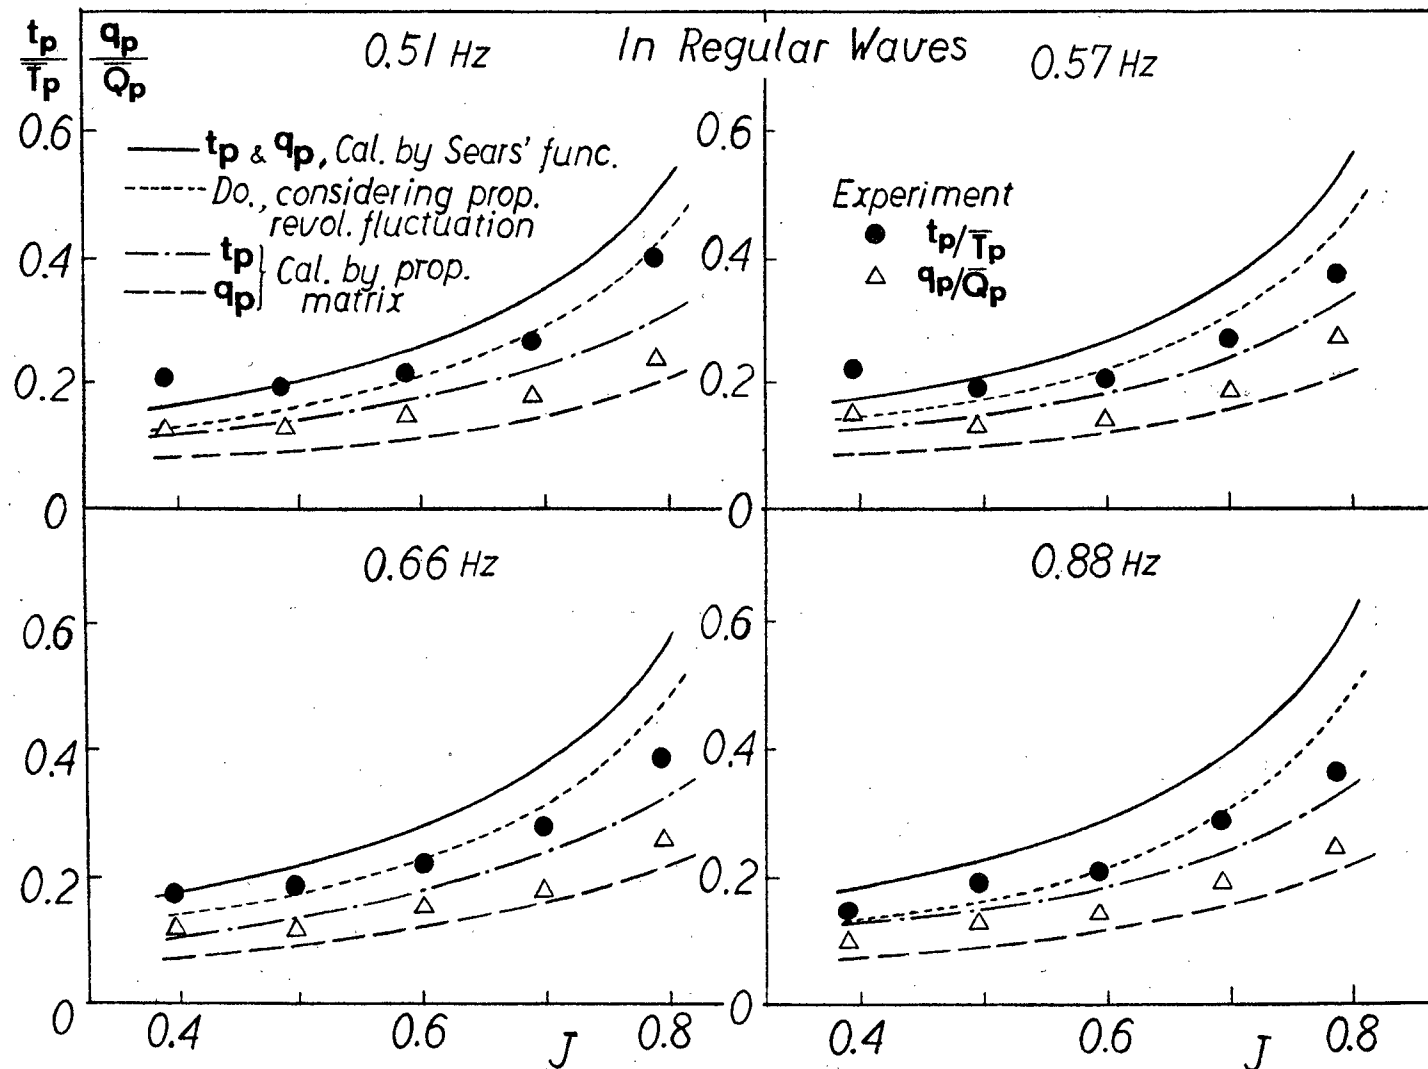 tp/T̄p qp/Q̄p
In Regular Waves
0.51 Hz
0.6
0.4
0.2
0
tp & qp, Cal. by Sears' func.
Do., considering prop.
revol. fluctuation
tp } Cal. by prop.
qp } matrix
0.57 Hz
0.6
0.4
0.2
0
Experiment
tp/T̄p
qp/Q̄p
0.66 Hz
0.6
0.4
0.2
0
0.4 0.6 J 0.8
0.88 Hz
0.6
0.4
0.2
0
0.4 0.6 J 0.8